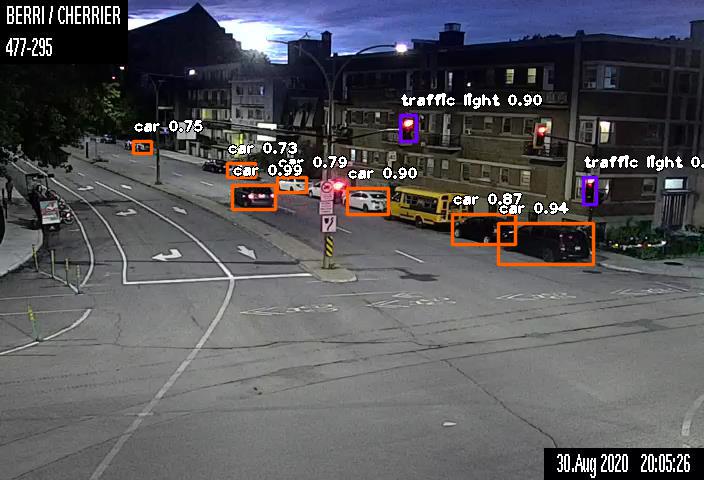 BERRI / CHERRIER
477-295
traffic light 0.90
car 0.75
car 0.73
car 0.79
car 0.99
car 0.90
traffic light 0.
car 0.87
car 0.94
30.Aug 2020 20:05:26